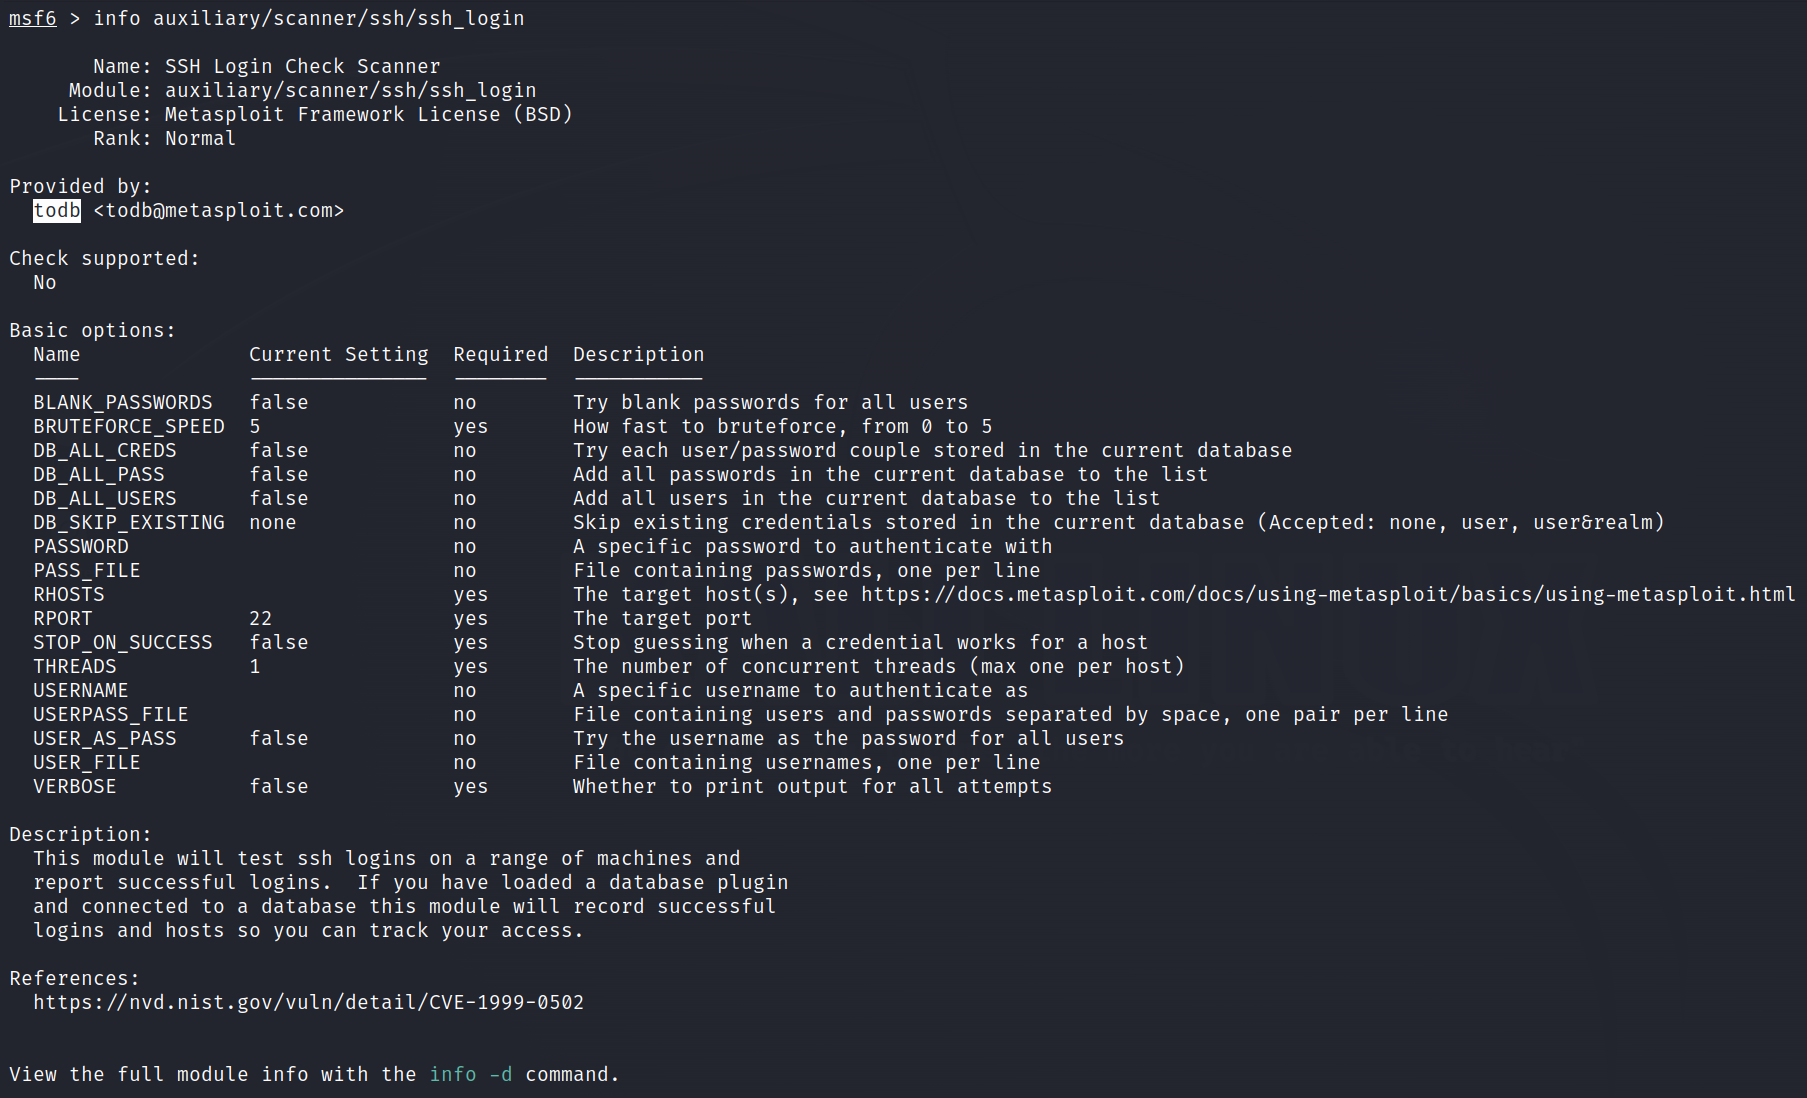 msf6 > info auxiliary/scanner/ssh/ssh_login
Name: SSH Login Check Scanner
Module: auxiliary/scanner/ssh/ssh_login
License: Metasploit Framework License (BSD)
Rank: Normal
Provided by:
todb <todb@metasploit.com>
Check supported:
No
Basic options:
Name Current Setting Required Description
---- --------------- -------- -----------
BLANK_PASSWORDS false no Try blank passwords for all users
BRUTEFORCE_SPEED 5 yes How fast to bruteforce, from 0 to 5
DB_ALL_CREDS false no Try each user/password couple stored in the current database
DB_ALL_PASS false no Add all passwords in the current database to the list
DB_ALL_USERS false no Add all users in the current database to the list
DB_SKIP_EXISTING none no Skip existing credentials stored in the current database (Accepted: none, user, user&realm)
PASSWORD no A specific password to authenticate with
PASS_FILE no File containing passwords, one per line
RHOSTS yes The target host(s), see https://docs.metasploit.com/docs/using-metasploit/basics/using-metasploit.html
RPORT 22 yes The target port
STOP_ON_SUCCESS false yes Stop guessing when a credential works for a host
THREADS 1 yes The number of concurrent threads (max one per host)
USERNAME no A specific username to authenticate as
USERPASS_FILE no File containing users and passwords separated by space, one pair per line
USER_AS_PASS false no Try the username as the password for all users
USER_FILE no File containing usernames, one per line
VERBOSE false yes Whether to print output for all attempts
Description:
This module will test ssh logins on a range of machines and
report successful logins.  If you have loaded a database plugin
and connected to a database this module will record successful
logins and hosts so you can track your access.
References:
https://nvd.nist.gov/vuln/detail/CVE-1999-0502
View the full module info with the info -d command.